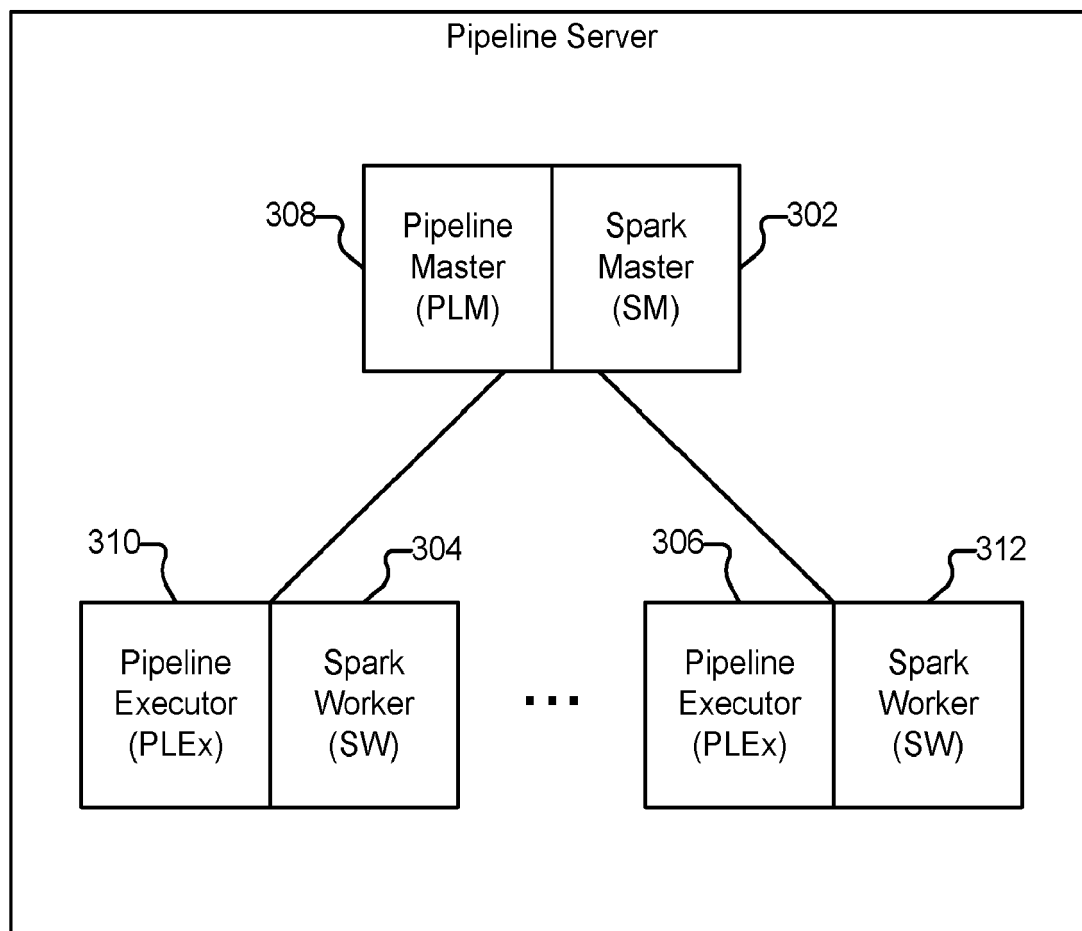 Pipeline Server
308
Pipeline
Master
(PLM)
Spark
Master
(SM)
302
310
304
306
312
Pipeline
Executor
(PLEx)
Spark
Worker
(SW)
...
Pipeline
Executor
(PLEx)
Spark
Worker
(SW)